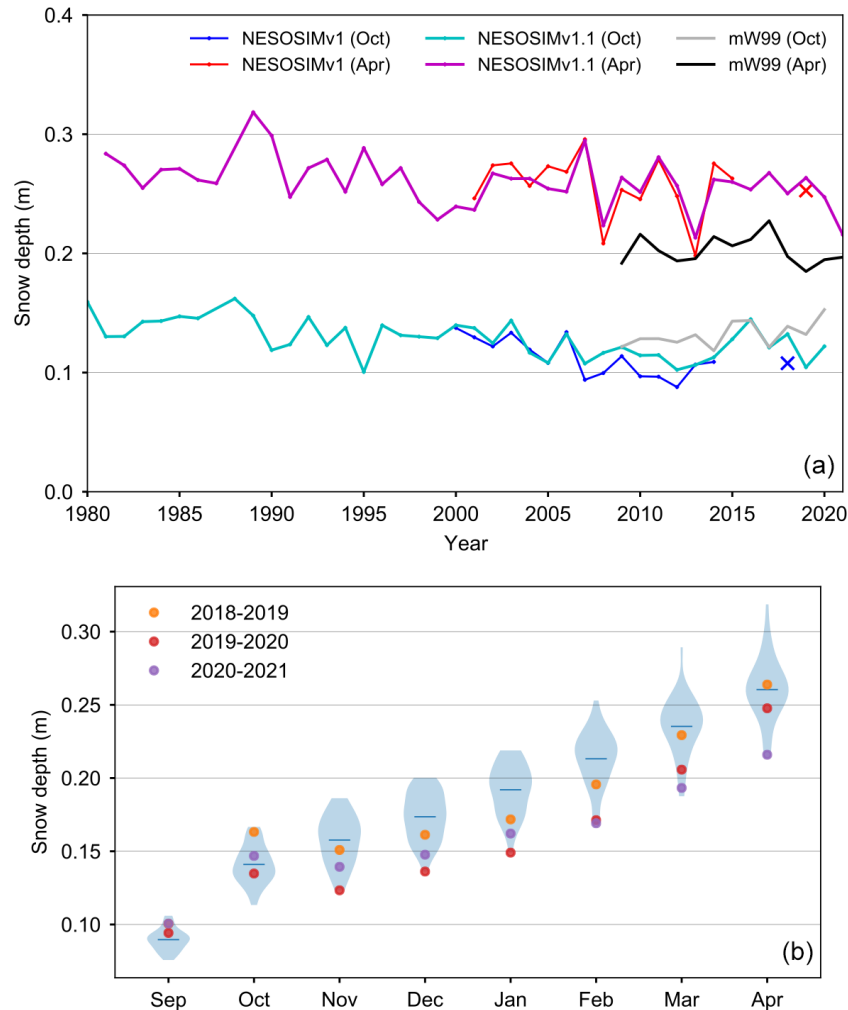 0.4
NESOSIMv1 (Oct) NESOSIMv1.1 (Oct) mW99 (Oct)
NESOSIMv1 (Apr) NESOSIMv1.1 (Apr) mW99 (Apr)
0.3
Snow depth (m)
0.2
0.1
(a)
0.0
1980 1985 1990 1995 2000 2005 2010 2015 2020
Year
2018-2019
0.30
2019-2020
2020-2021
0.25
Snow depth (m)
0.20
0.15
0.10
(b)
Sep Oct Nov Dec Jan Feb Mar Apr